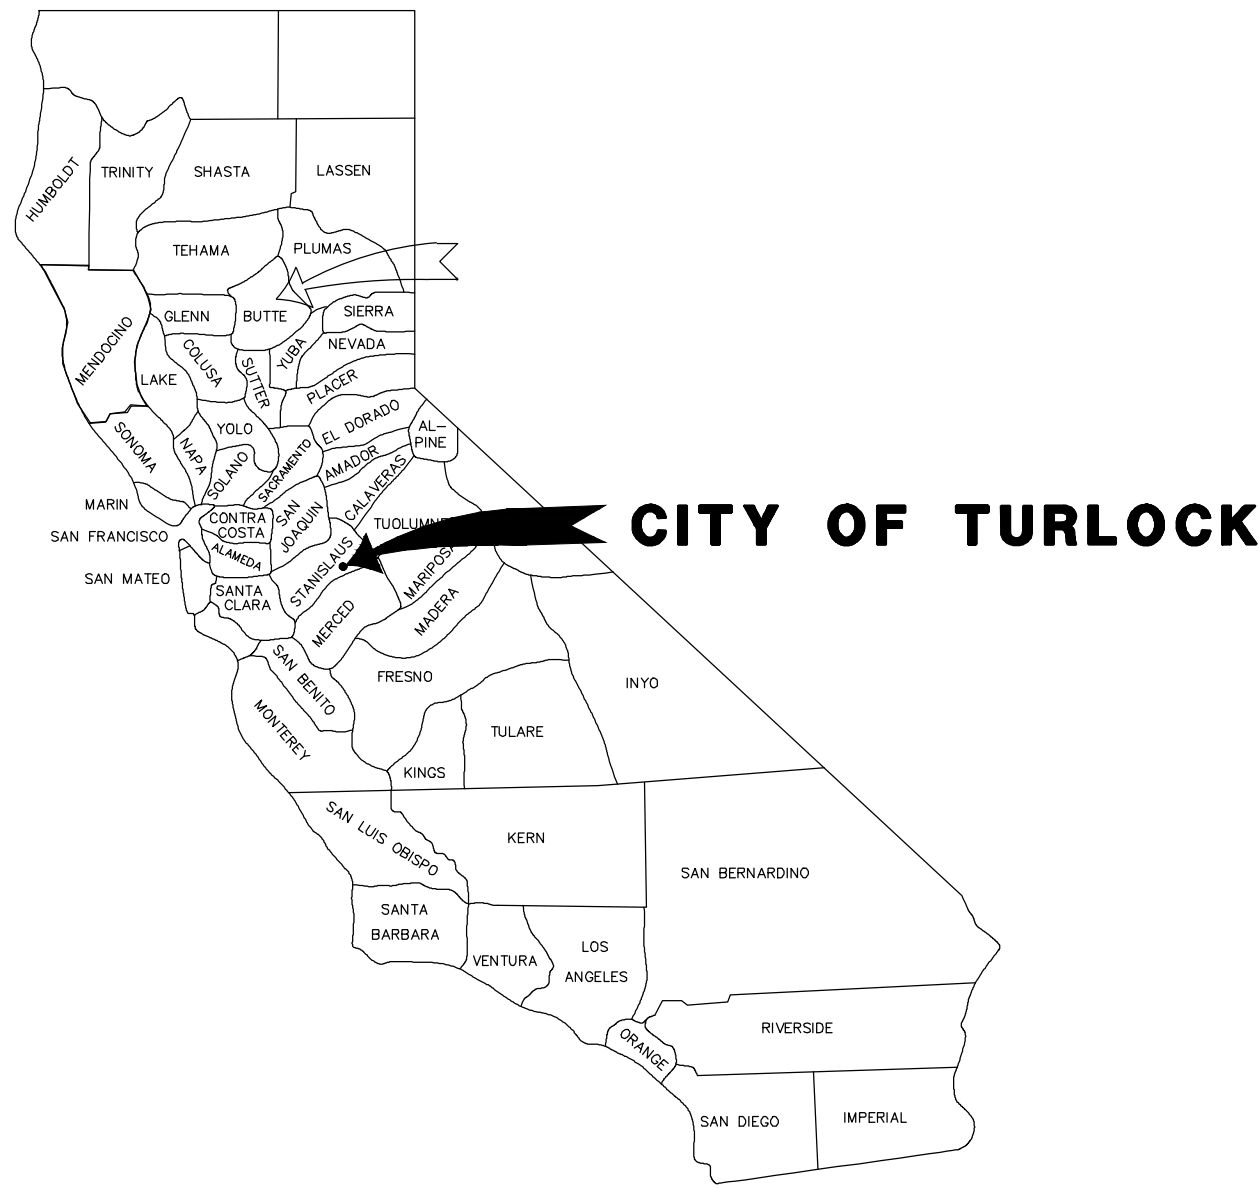 HUMBOLDT
TRINITY
SHASTA
LASSEN
TEHAMA
PLUMAS
MENDOCINO
GLENN
BUTTE
SIERRA
YUBA
NEVADA
LAKE
COLUSA
SUTTER
PLACER
SONOMA
NAPA
YOLO
SOLANO
SACRAMENTO
EL DORADO
AMADOR
AL-
PINE
CALAVERAS
MARIN
SAN FRANCISCO
SAN MATEO
CONTRA
COSTA
SAN
JOAQUIN
ALAMEDA
TUOLUMNE
CITY OF TURLOCK
SANTA
CLARA
STANISLAUS
MARIPOSA
MERCED
MADERA
SAN BENITO
FRESNO
INYO
MONTEREY
TULARE
KINGS
SAN LUIS OBISPO
KERN
SAN BERNARDINO
SANTA
BARBARA
VENTURA
LOS
ANGELES
ORANGE
RIVERSIDE
SAN DIEGO
IMPERIAL